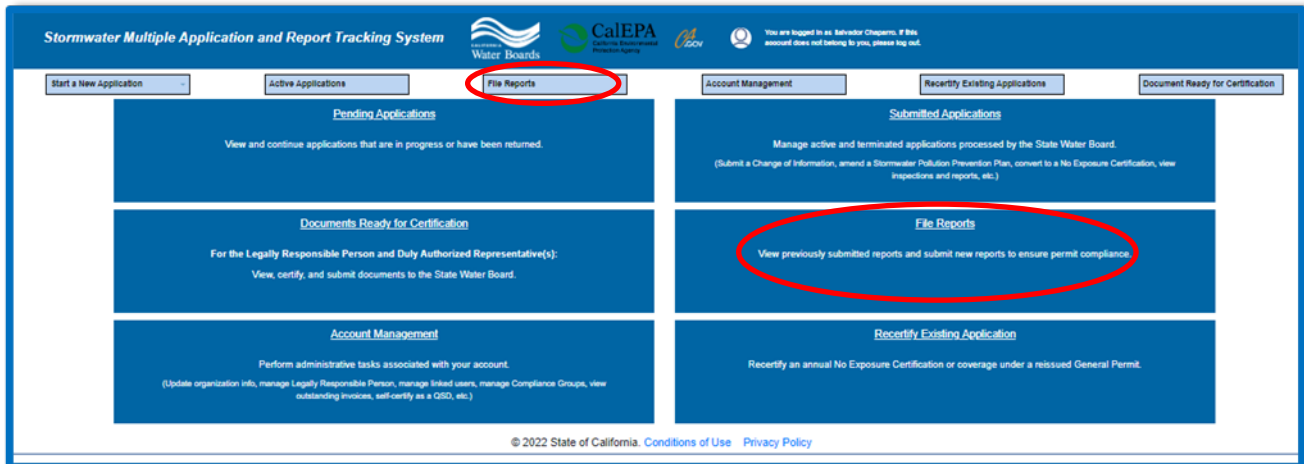 Stormwater Multiple Application and Report Tracking System
CALIFORNIA
Water Boards
CalEPA
California Environmental
Protection Agency
CA.GOV
You are logged in as Salvador Chaparro. If this
account does not belong to you, please log out.
Start a New Application
Active Applications
File Reports
Account Management
Recertify Existing Applications
Document Ready for Certification
Pending Applications
View and continue applications that are in progress or have been returned.
Submitted Applications
Manage active and terminated applications processed by the State Water Board.
(Submit a Change of Information, amend a Stormwater Pollution Prevention Plan, convert to a No Exposure Certification, view
inspections and reports, etc.)
Documents Ready for Certification
For the Legally Responsible Person and Duly Authorized Representative(s):
View, certify, and submit documents to the State Water Board.
File Reports
View previously submitted reports and submit new reports to ensure permit compliance.
Account Management
Perform administrative tasks associated with your account.
(Update organization info, manage Legally Responsible Person, manage linked users, manage Compliance Groups, view
outstanding invoices, self-certify as a QSD, etc.)
Recertify Existing Application
Recertify an annual No Exposure Certification or coverage under a reissued General Permit.
© 2022 State of California. Conditions of Use Privacy Policy